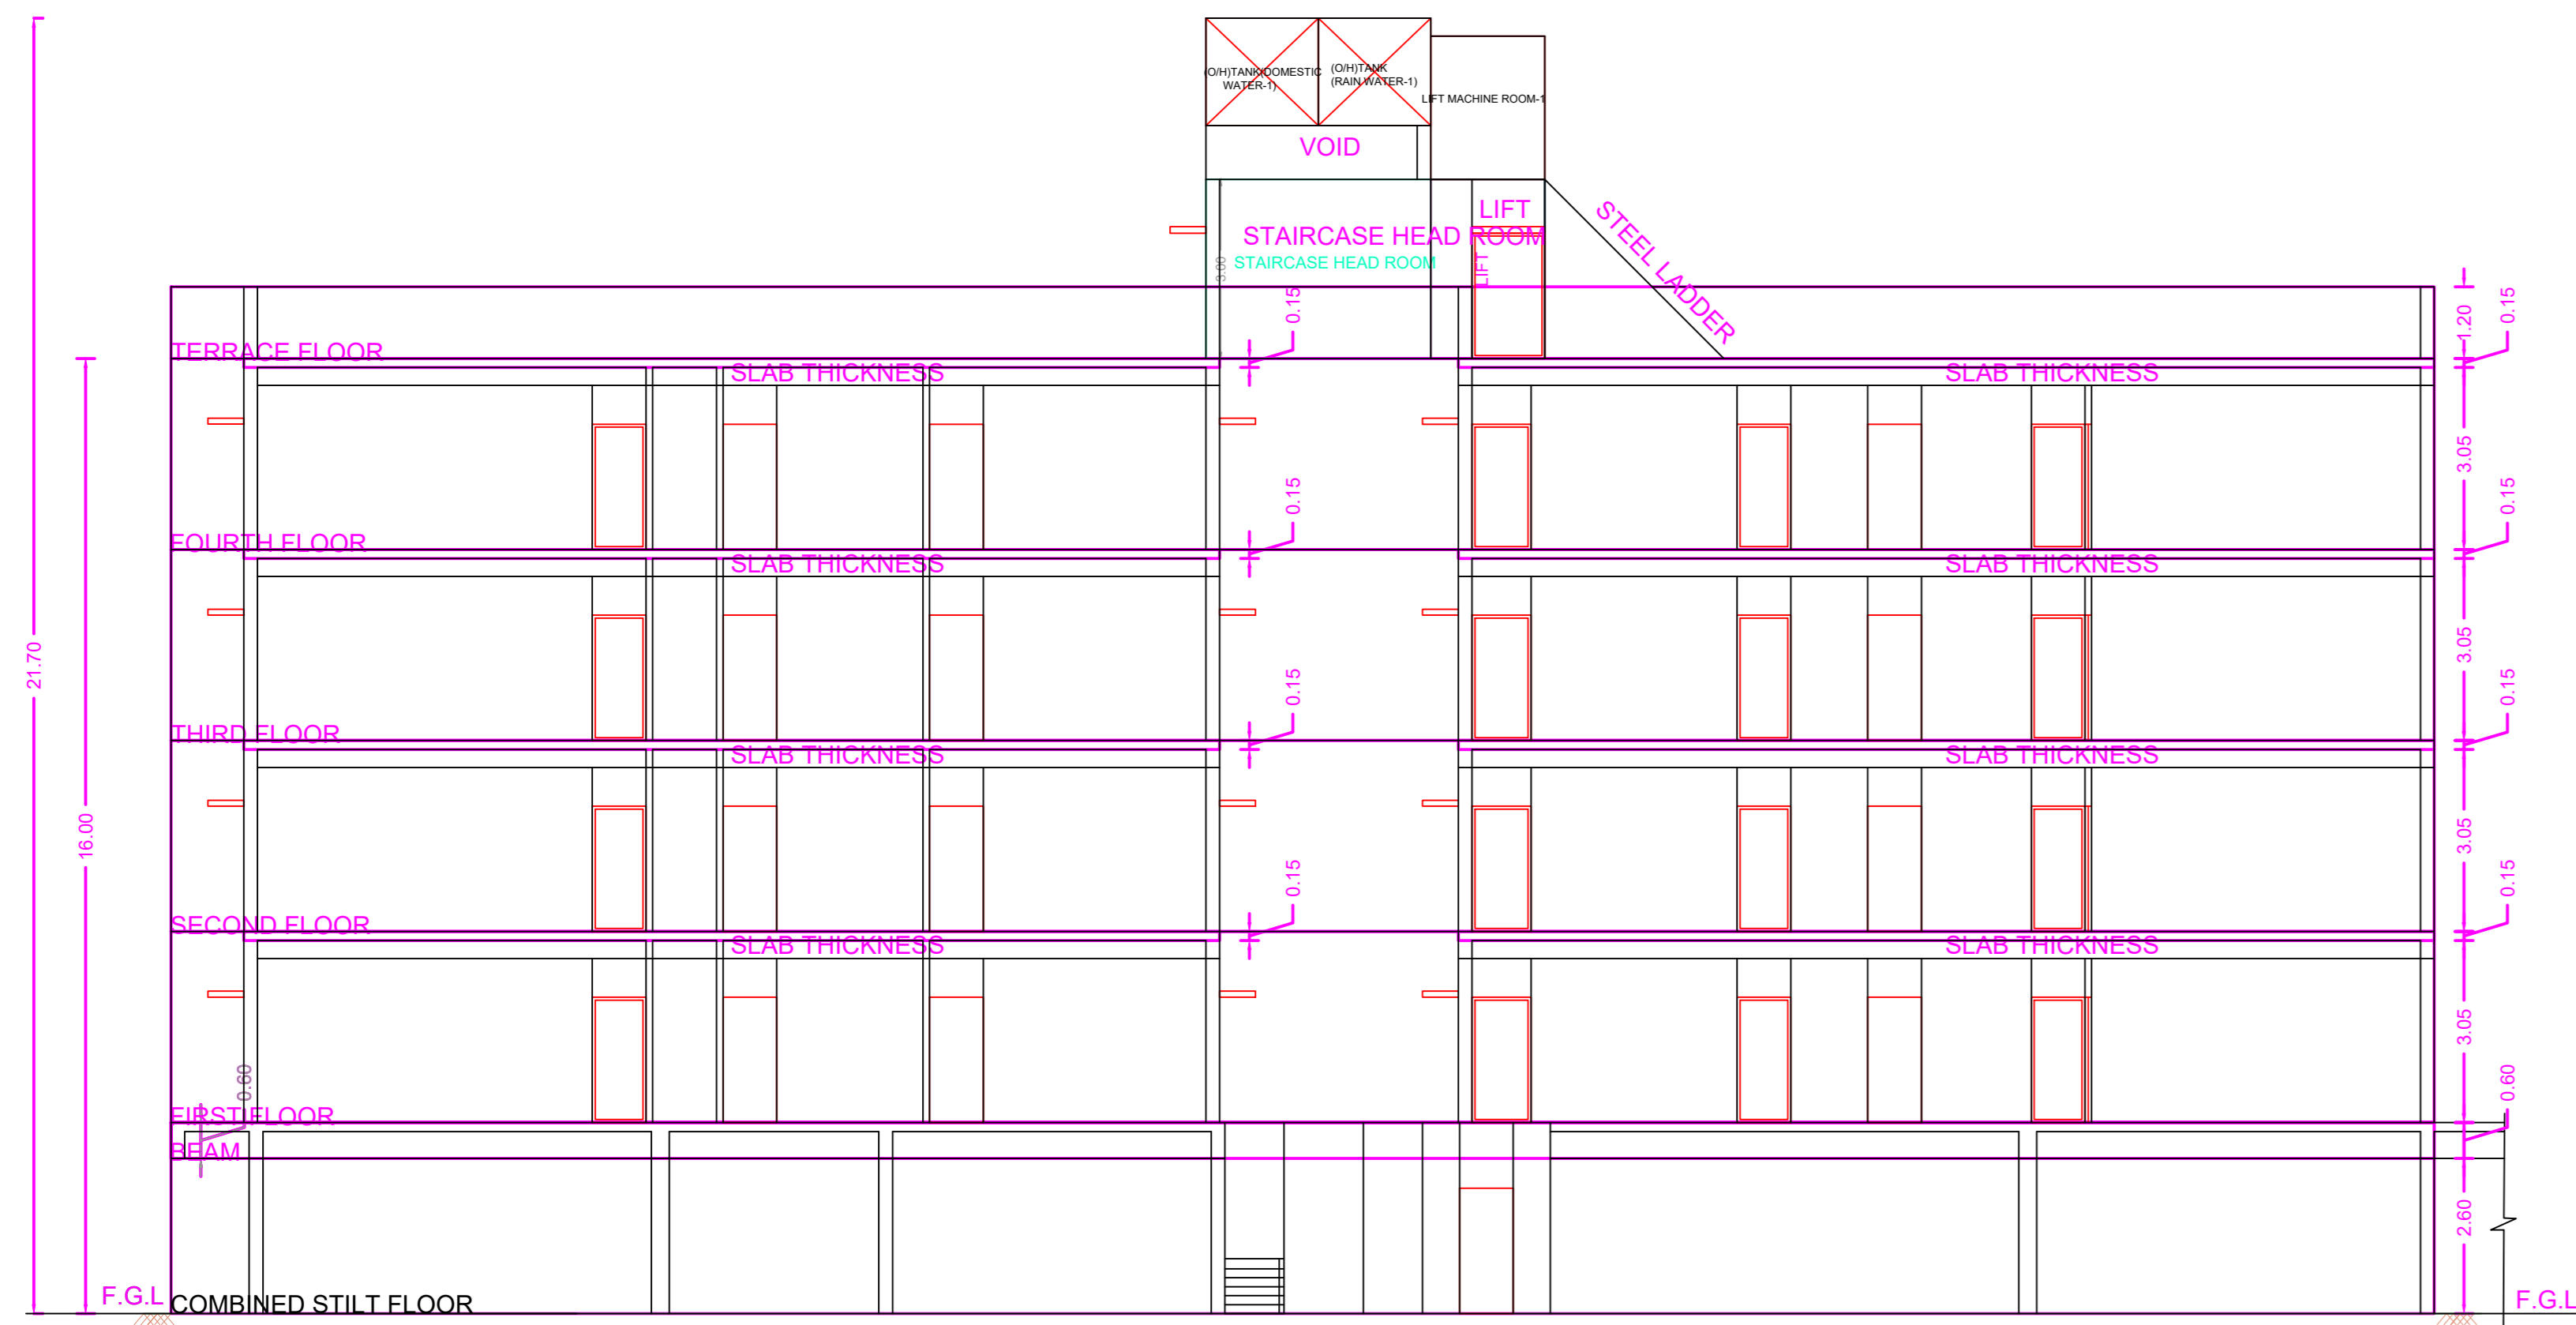 (O/H)TANK(DOMESTIC
WATER-1)
(O/H)TANK
(RAIN WATER-1)
LIFT MACHINE ROOM-1
VOID
LIFT
STAIRCASE HEAD ROOM
STAIRCASE HEAD ROOM
LIFT
3.00
STEEL LADDER
0.15
1.20
0.15
TERRACE FLOOR
SLAB THICKNESS
SLAB THICKNESS
3.05
0.15
0.15
FOURTH FLOOR
SLAB THICKNESS
SLAB THICKNESS
21.70
3.05
0.15
0.15
THIRD FLOOR
SLAB THICKNESS
SLAB THICKNESS
16.00
3.05
0.15
0.15
SECOND FLOOR
SLAB THICKNESS
SLAB THICKNESS
3.05
0.60
0.60
FIRST FLOOR
BEAM
2.60
F.G.L
COMBINED STILT FLOOR
F.G.L